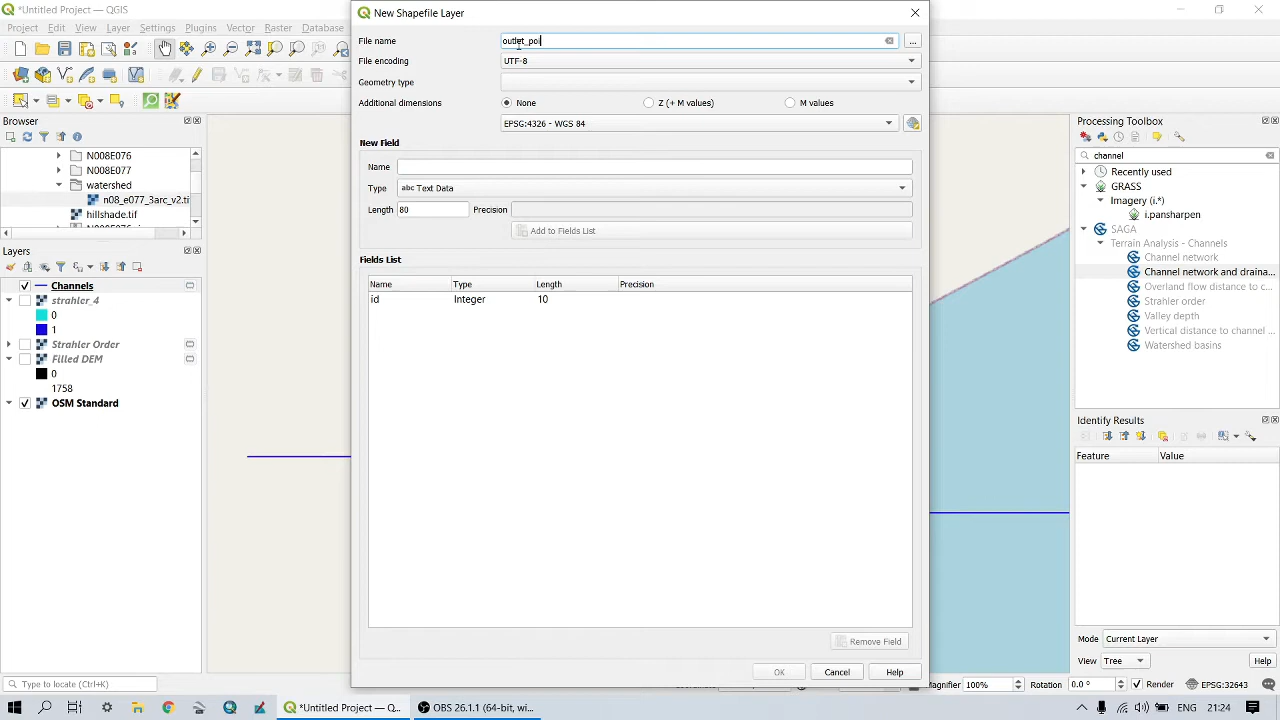 *Untitled Project — QGIS
Project Edit View Layer Settings Plugins Vector Raster Database
New Shapefile Layer
File name outlet_poi ...
File encoding UTF-8
Geometry type
Additional dimensions None Z (+ M values) M values
EPSG:4326 - WGS 84
New Field
Name
Type abc Text Data
Length 80 Precision
Add to Fields List
Fields List
Name Type Length Precision
id Integer 10
Remove Field
OK Cancel Help
Browser
N008E076
N008E077
watershed
n08_e077_3arc_v2.ti
hillshade.tif
Layers
Channels
strahler_4
0
1
Strahler Order
Filled DEM
0
1758
OSM Standard
Processing Toolbox
channel
Recently used
GRASS
Imagery (i.*)
i.pansharpen
SAGA
Terrain Analysis - Channels
Channel network
Channel network and draina...
Overland flow distance to c...
Strahler order
Valley depth
Vertical distance to channel ...
Watershed basins
Identify Results
Feature Value
Mode Current Layer
View Tree Help
Type to locate (Ctrl+K)
Magnifier 100% Rotation 0.0 ° Render EPSG:32643
*Untitled Project — Q... OBS 26.1.1 (64-bit, wi... 21:24